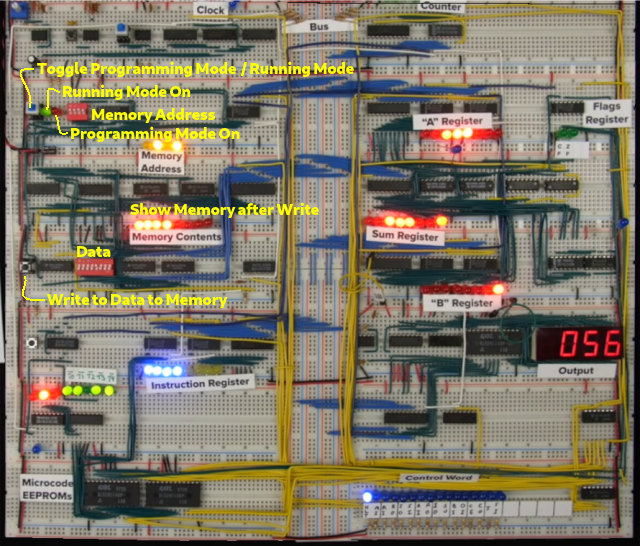 Clock
Counter
Bus
Toggle Programming Mode / Running Mode
Running Mode On
Memory Address
Programming Mode On
"A" Register
Flags
Register
Memory
Address
Show Memory after Write
Memory Contents
Sum Register
Data
Write to Data to Memory
"B" Register
056
Output
Instruction Register
Microcode
EEPROMs
Control Word